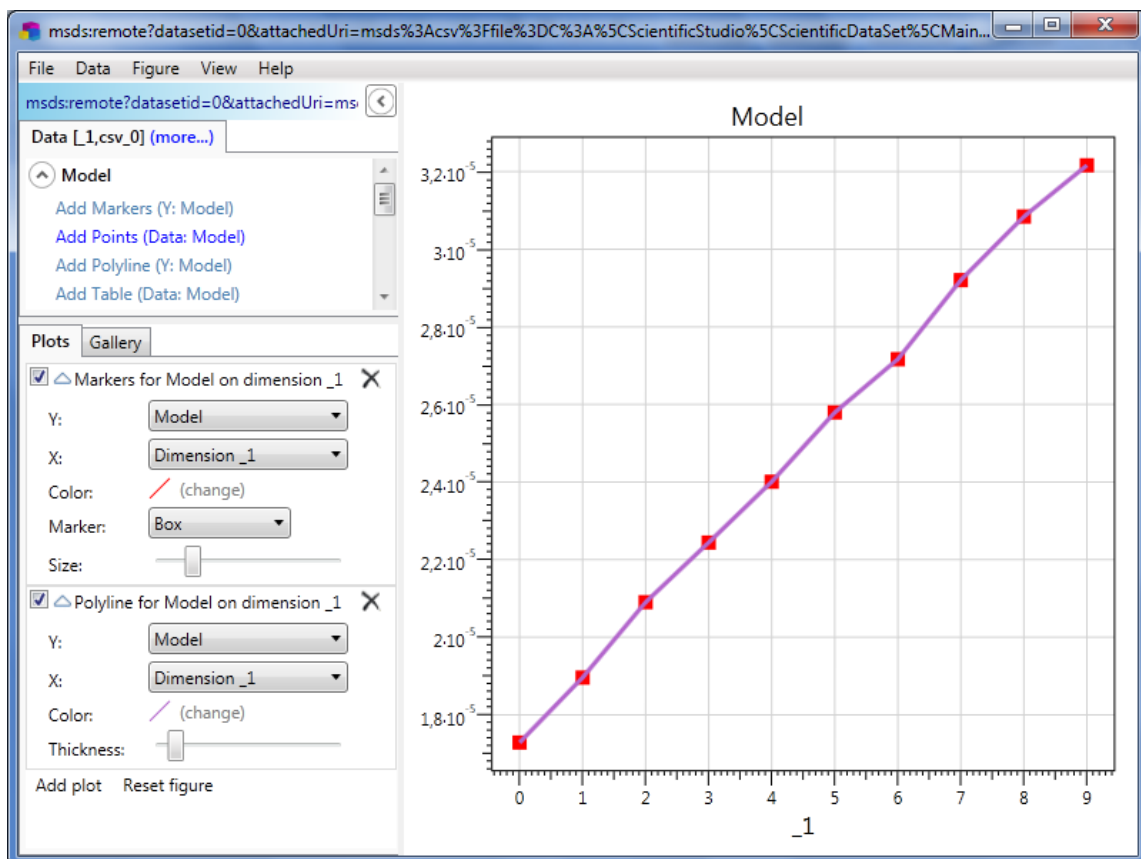 msds:remote?datasetid=0&attachedUri=msds%3Acsv%3Ffile%3DC%3A%5CScientificStudio%5CScientificDataSet%5CMain...
File Data Figure View Help
msds:remote?datasetid=0&attachedUri=ms
Data [_1,csv_0] (more...)
Model
Add Markers (Y: Model)
Add Points (Data: Model)
Add Polyline (Y: Model)
Add Table (Data: Model)
Plots Gallery
Markers for Model on dimension _1
Y: Model
X: Dimension _1
Color: (change)
Marker: Box
Size:
Polyline for Model on dimension _1
Y: Model
X: Dimension _1
Color: (change)
Thickness:
Add plot Reset figure
Model
3,2·10⁻⁵
3·10⁻⁵
2,8·10⁻⁵
2,6·10⁻⁵
2,4·10⁻⁵
2,2·10⁻⁵
2·10⁻⁵
1,8·10⁻⁵
0 1 2 3 4 5 6 7 8 9
_1